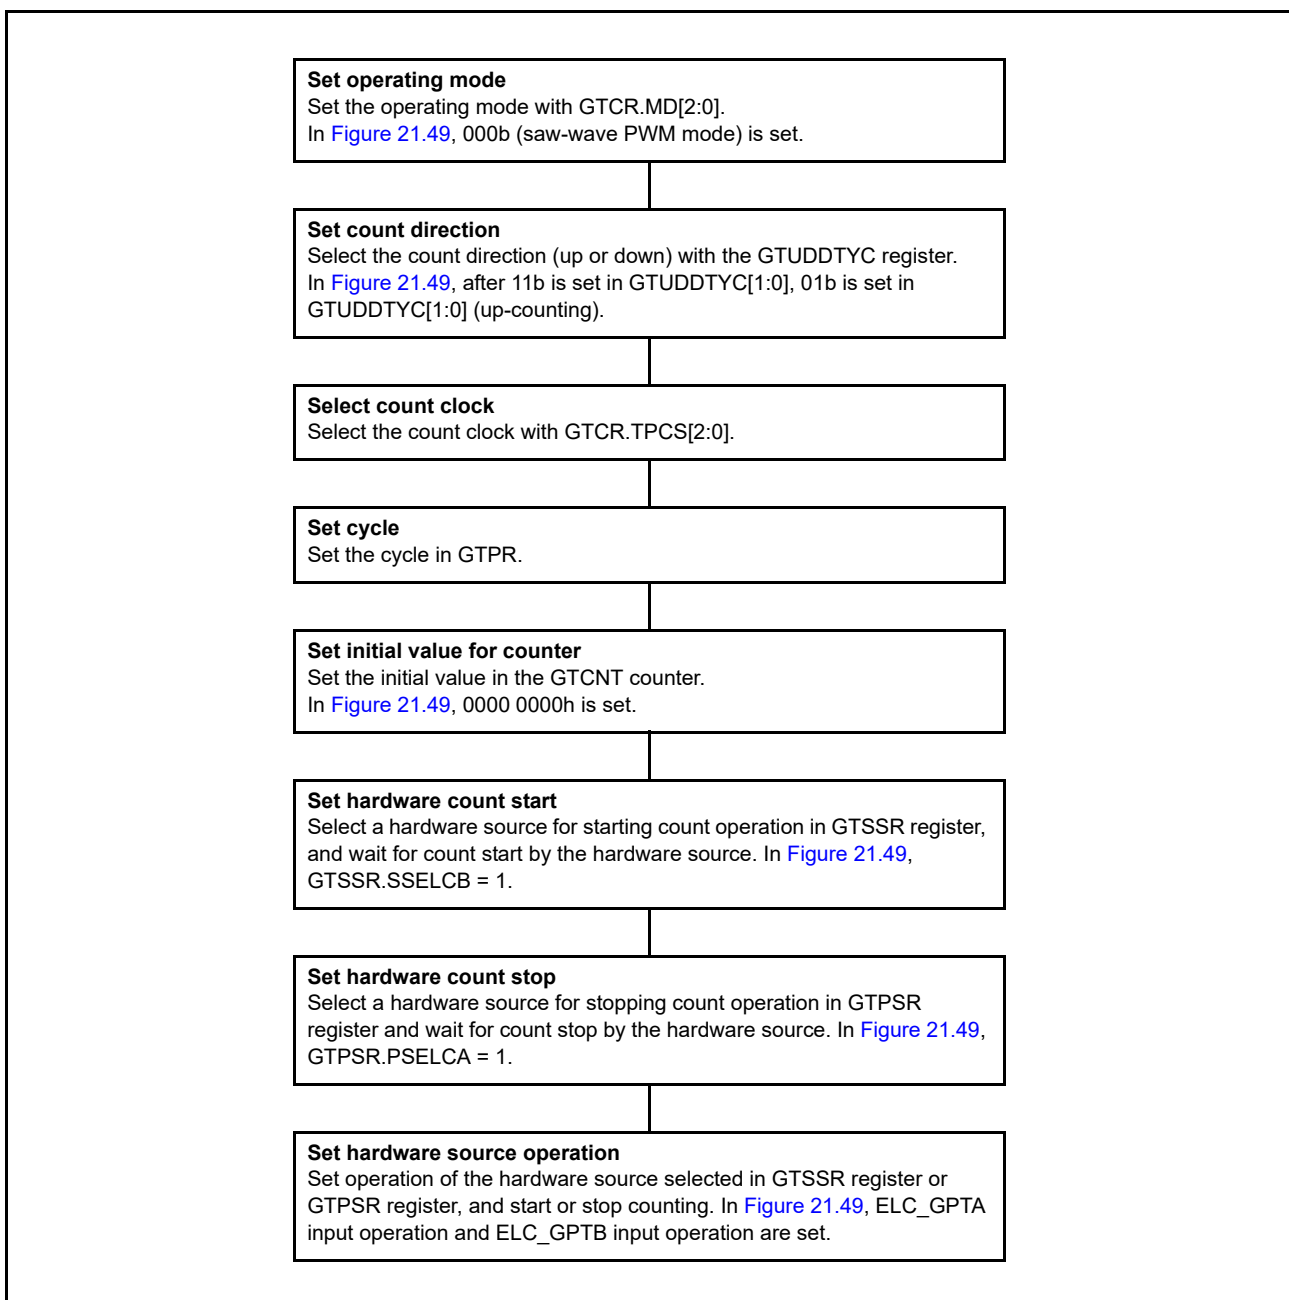 Set operating mode
Set the operating mode with GTCR.MD[2:0].
In Figure 21.49, 000b (saw-wave PWM mode) is set.
Set count direction
Select the count direction (up or down) with the GTUDDTYC register.
In Figure 21.49, after 11b is set in GTUDDTYC[1:0], 01b is set in
GTUDDTYC[1:0] (up-counting).
Select count clock
Select the count clock with GTCR.TPCS[2:0].
Set cycle
Set the cycle in GTPR.
Set initial value for counter
Set the initial value in the GTCNT counter.
In Figure 21.49, 0000 0000h is set.
Set hardware count start
Select a hardware source for starting count operation in GTSSR register,
and wait for count start by the hardware source. In Figure 21.49,
GTSSR.SSELCB = 1.
Set hardware count stop
Select a hardware source for stopping count operation in GTPSR
register and wait for count stop by the hardware source. In Figure 21.49,
GTPSR.PSELCA = 1.
Set hardware source operation
Set operation of the hardware source selected in GTSSR register or
GTPSR register, and start or stop counting. In Figure 21.49, ELC_GPTA
input operation and ELC_GPTB input operation are set.